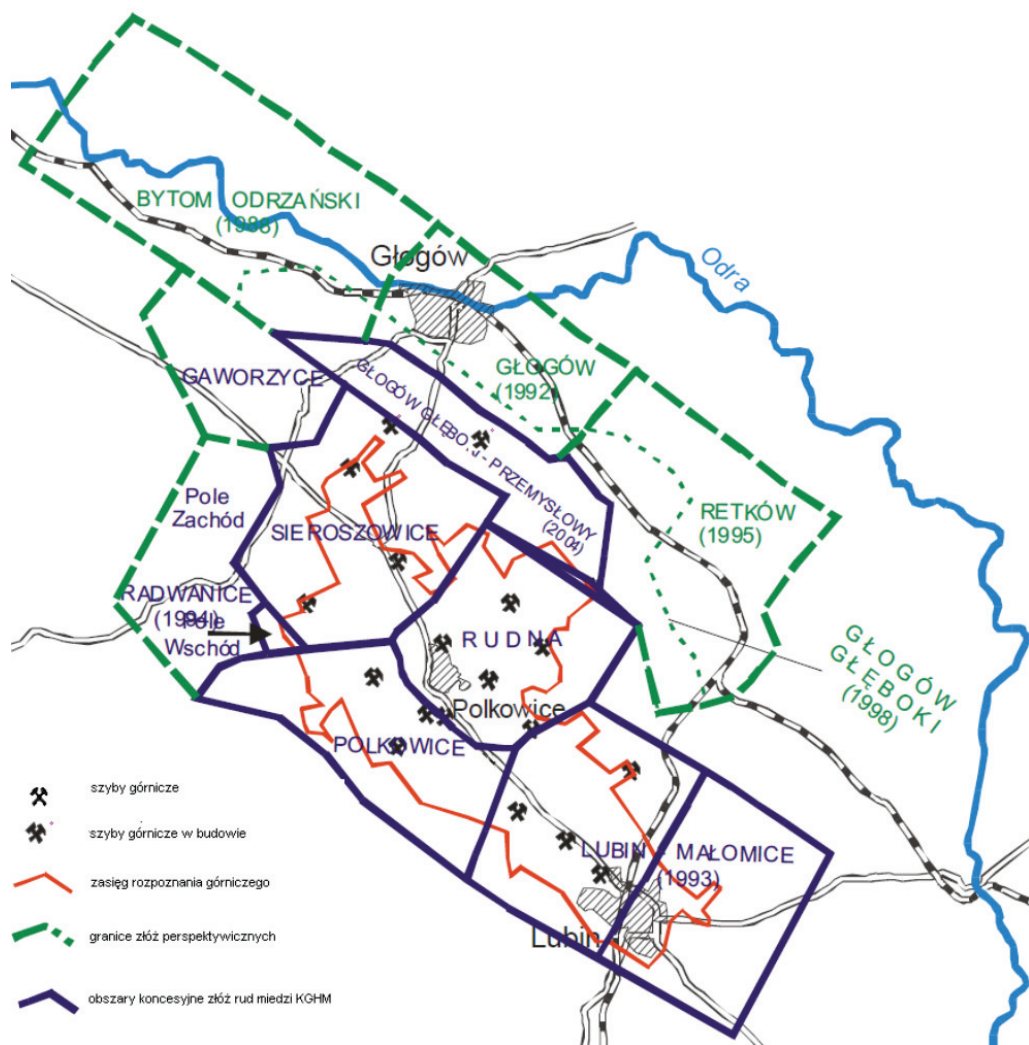 BYTOM ODRZAŃSKI
(1988)
Głogów
Odra
GAWORZYCE
GŁOGÓW
(1992)
GŁOGÓW GŁĘBOKI - PRZEMYSŁOWY
(2004)
Pole
Zachód
SIEROSZOWICE
RETKÓW
(1995)
RADWANICE
(1994)
Pole
Wschód
RUDNA
GŁOGÓW
GŁĘBOKI
(1998)
Polkowice
POLKOWICE
LUBIN - MAŁOMICE
(1993)
Lubin
szyby górnicze
szyby górnicze w budowie
zasięg rozpoznania górniczego
granice złóż perspektywicznych
obszary koncesyjne złóż rud miedzi KGHM